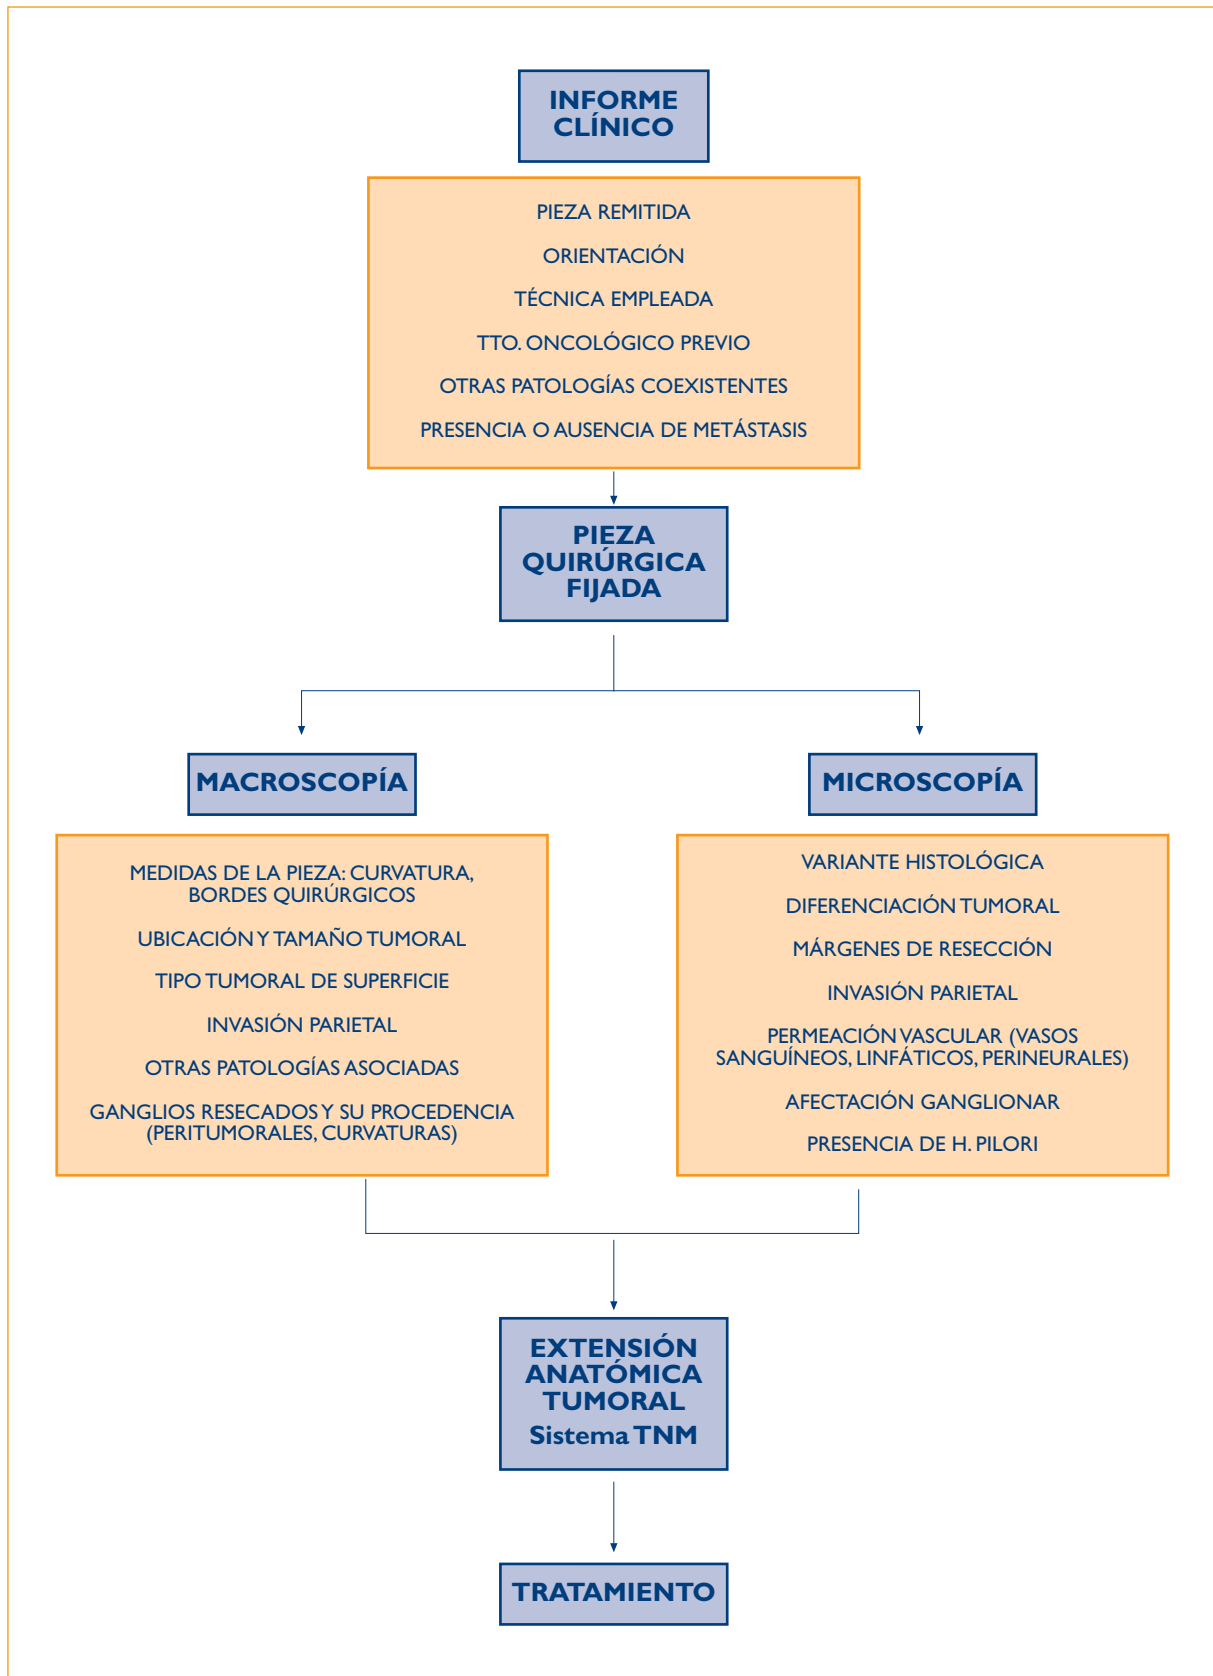 INFORME
CLÍNICO
PIEZA REMITIDA
ORIENTACIÓN
TÉCNICA EMPLEADA
TTO. ONCOLÓGICO PREVIO
OTRAS PATOLOGÍAS COEXISTENTES
PRESENCIA O AUSENCIA DE METÁSTASIS
PIEZA
QUIRÚRGICA
FIJADA
MACROSCOPÍA
MEDIDAS DE LA PIEZA: CURVATURA,
BORDES QUIRÚRGICOS
UBICACIÓN Y TAMAÑO TUMORAL
TIPO TUMORAL DE SUPERFICIE
INVASIÓN PARIETAL
OTRAS PATOLOGÍAS ASOCIADAS
GANGLIOS RESECADOS Y SU PROCEDENCIA
(PERITUMORALES, CURVATURAS)
MICROSCOPÍA
VARIANTE HISTOLÓGICA
DIFERENCIACIÓN TUMORAL
MÁRGENES DE RESECCIÓN
INVASIÓN PARIETAL
PERMEACIÓN VASCULAR (VASOS
SANGUÍNEOS, LINFÁTICOS, PERINEURALES)
AFECTACIÓN GANGLIONAR
PRESENCIA DE H. PILORI
EXTENSIÓN
ANATÓMICA
TUMORAL
Sistema TNM
TRATAMIENTO